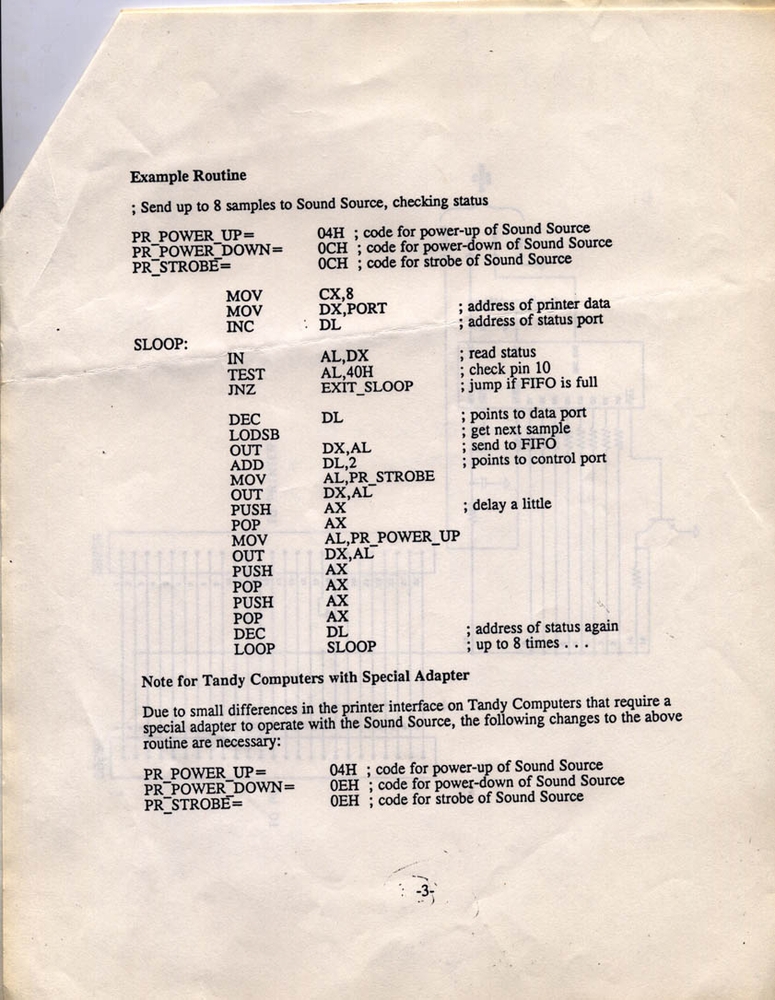 Example Routine
; Send up to 8 samples to Sound Source, checking status
PR_POWER_UP= 04H ; code for power-up of Sound Source
PR_POWER_DOWN= 0CH ; code for power-down of Sound Source
PR_STROBE= 0CH ; code for strobe of Sound Source
MOV CX,8
MOV DX,PORT ; address of printer data
INC DL ; address of status port
SLOOP:
IN AL,DX ; read status
TEST AL,40H ; check pin 10
JNZ EXIT_SLOOP ; jump if FIFO is full
DEC DL ; points to data port
LODSB ; get next sample
OUT DX,AL ; send to FIFO
ADD DL,2 ; points to control port
MOV AL,PR_STROBE
OUT DX,AL
PUSH AX ; delay a little
POP AX
MOV AL,PR_POWER_UP
OUT DX,AL
PUSH AX
POP AX
PUSH AX
POP AX
DEC DL ; address of status again
LOOP SLOOP ; up to 8 times . . .
Note for Tandy Computers with Special Adapter
Due to small differences in the printer interface on Tandy Computers that require a
special adapter to operate with the Sound Source, the following changes to the above
routine are necessary:
PR_POWER_UP= 04H ; code for power-up of Sound Source
PR_POWER_DOWN= 0EH ; code for power-down of Sound Source
PR_STROBE= 0EH ; code for strobe of Sound Source
-3-